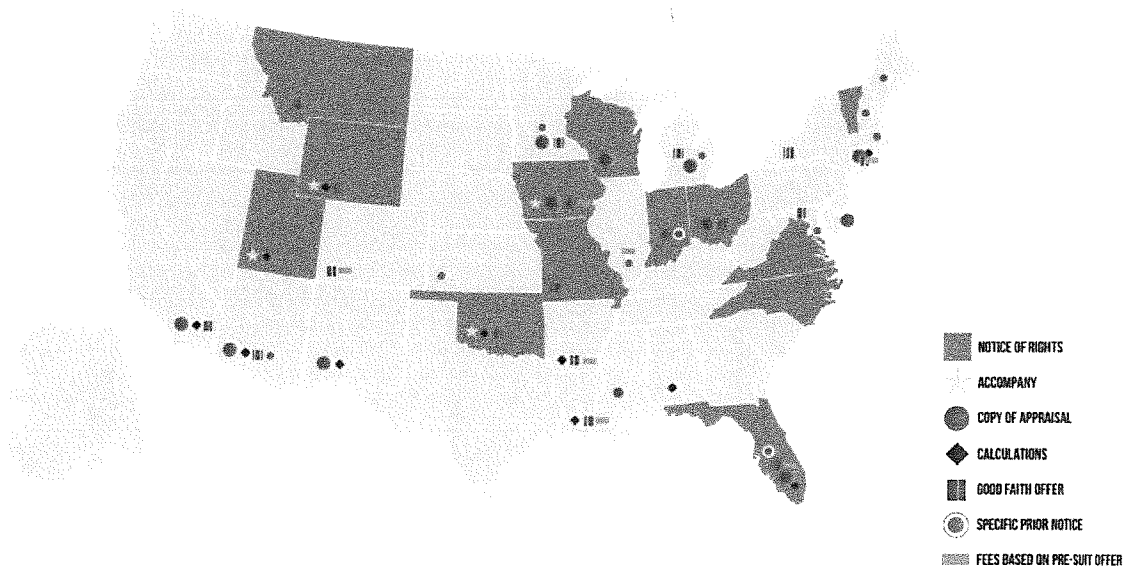 NOTICE OF RIGHTS
ACCOMPANY
COPY OF APPRAISAL
CALCULATIONS
GOOD FAITH OFFER
SPECIFIC PRIOR NOTICE
FEES BASED ON PRE-SUIT OFFER